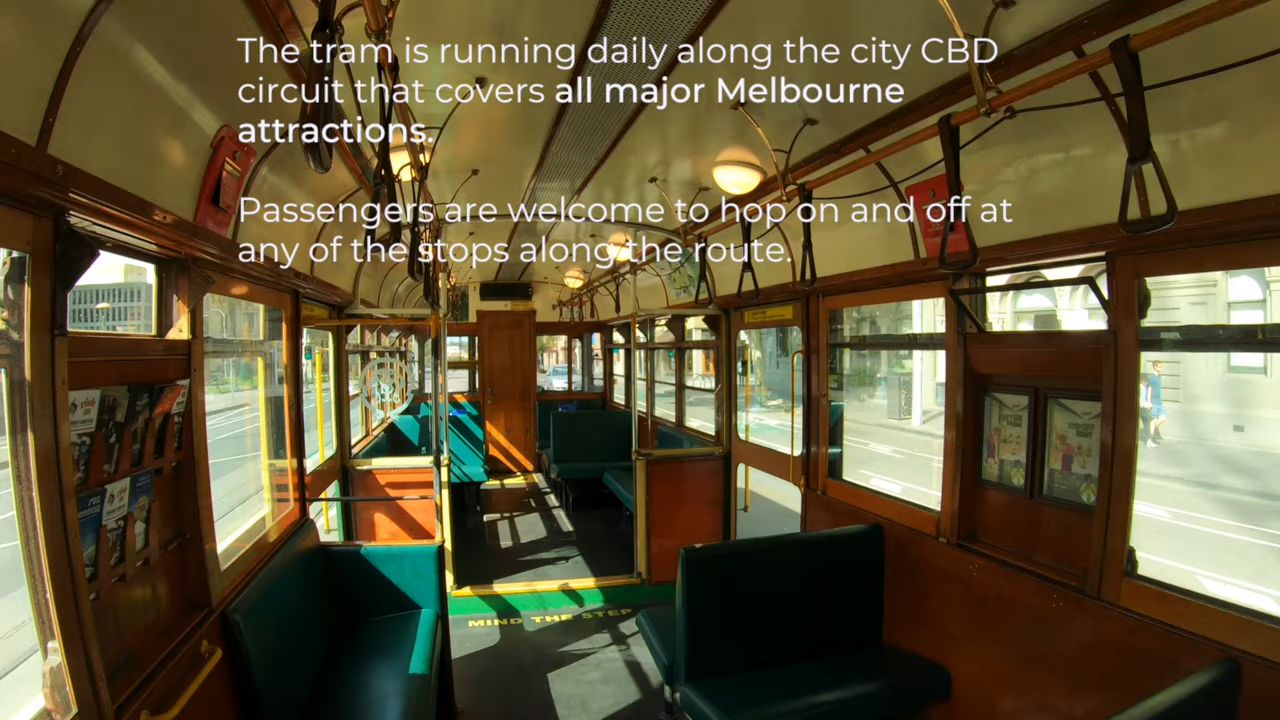 The tram is running daily along the city CBD
circuit that covers all major Melbourne
attractions.
Passengers are welcome to hop on and off at
any of the stops along the route.
MIND THE STEP